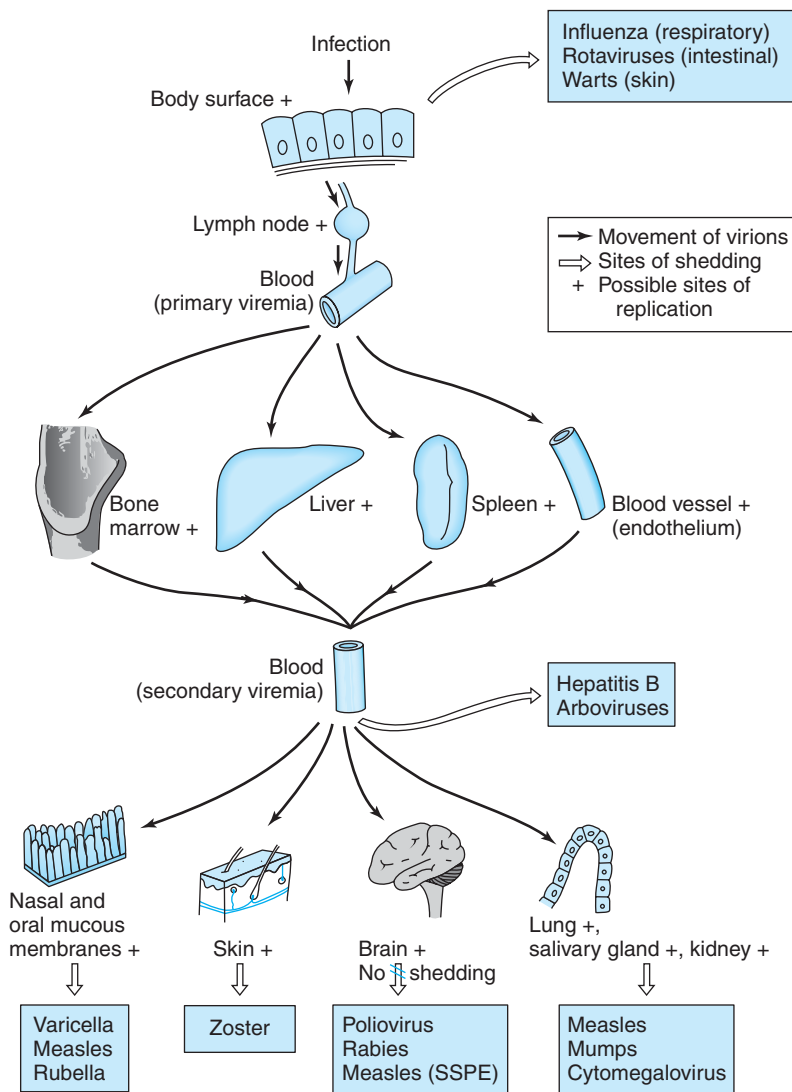 Infection
Influenza (respiratory)
Rotaviruses (intestinal)
Warts (skin)
Body surface +
Lymph node +
Blood
(primary viremia)
Movement of virions
Sites of shedding
+ Possible sites of
replication
Bone
marrow +
Liver +
Spleen +
Blood vessel +
(endothelium)
Blood
(secondary viremia)
Hepatitis B
Arboviruses
Nasal and
oral mucous
membranes +
Skin +
Brain +
No shedding
Lung +,
salivary gland +, kidney +
Varicella
Measles
Rubella
Zoster
Poliovirus
Rabies
Measles (SSPE)
Measles
Mumps
Cytomegalovirus